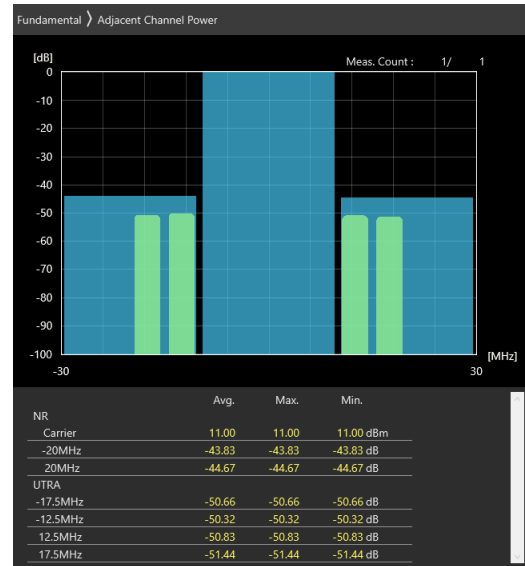 Fundamental 〉 Adjacent Channel Power
[dB]
Meas. Count : 1/ 1
0
-10
-20
-30
-40
-50
-60
-70
-80
-90
-100
[MHz]
-30 30
Avg. Max. Min.
NR
Carrier 11.00 11.00 11.00 dBm
-20MHz -43.83 -43.83 -43.83 dB
20MHz -44.67 -44.67 -44.67 dB
UTRA
-17.5MHz -50.66 -50.66 -50.66 dB
-12.5MHz -50.32 -50.32 -50.32 dB
12.5MHz -50.83 -50.83 -50.83 dB
17.5MHz -51.44 -51.44 -51.44 dB